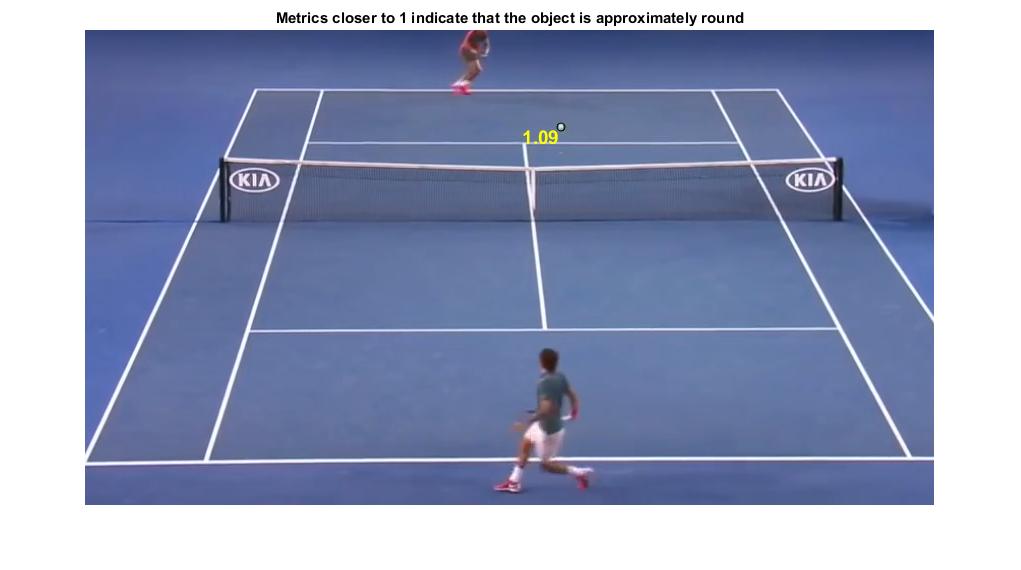 Metrics closer to 1 indicate that the object is approximately round
1.09
KIA
KIA